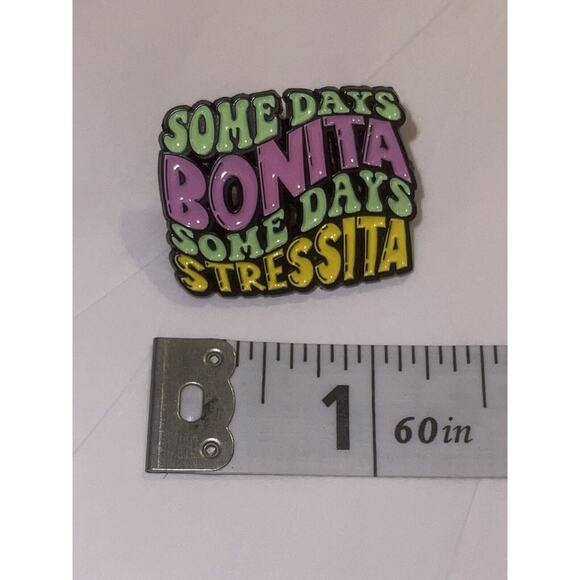 SOME DAYS
BONITA
SOME DAYS
STRESSITA
1 60in